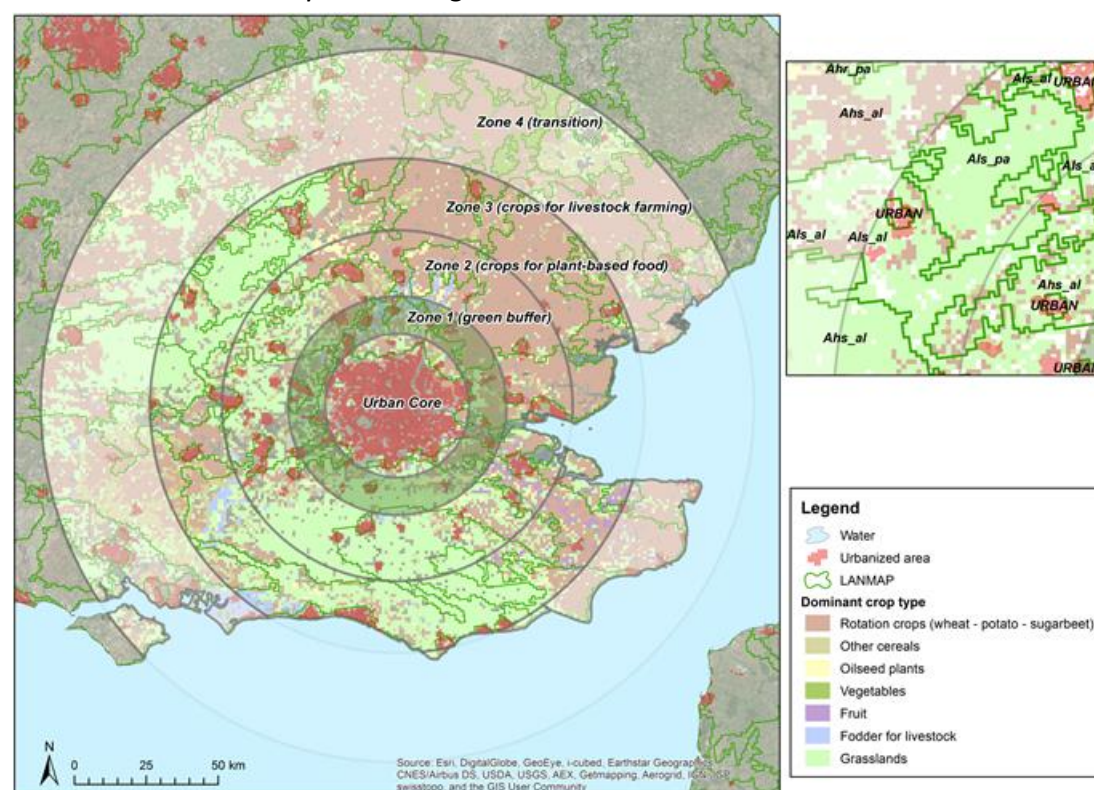 Zone 4 (transition)
Zone 3 (crops for livestock farming)
Zone 2 (crops for plant-based food)
Zone 1 (green buffer)
Urban Core
N
0 25 50 km
Source: Esri, DigitalGlobe, GeoEye, i-cubed, Earthstar Geographics,
CNES/Airbus DS, USDA, USGS, AEX, Getmapping, Aerogrid, IGN, IGP,
swisstopo, and the GIS User Community
Ahr_pa
Als_al URBAN
Ahs_al
Als_pa
Als_a
URBAN
Als_al Als_al
Ahs_al
URBAN
Ahs_al
URBA
Legend
Water
Urbanized area
LANMAP
Dominant crop type
Rotation crops (wheat - potato - sugarbeet)
Other cereals
Oilseed plants
Vegetables
Fruit
Fodder for livestock
Grasslands